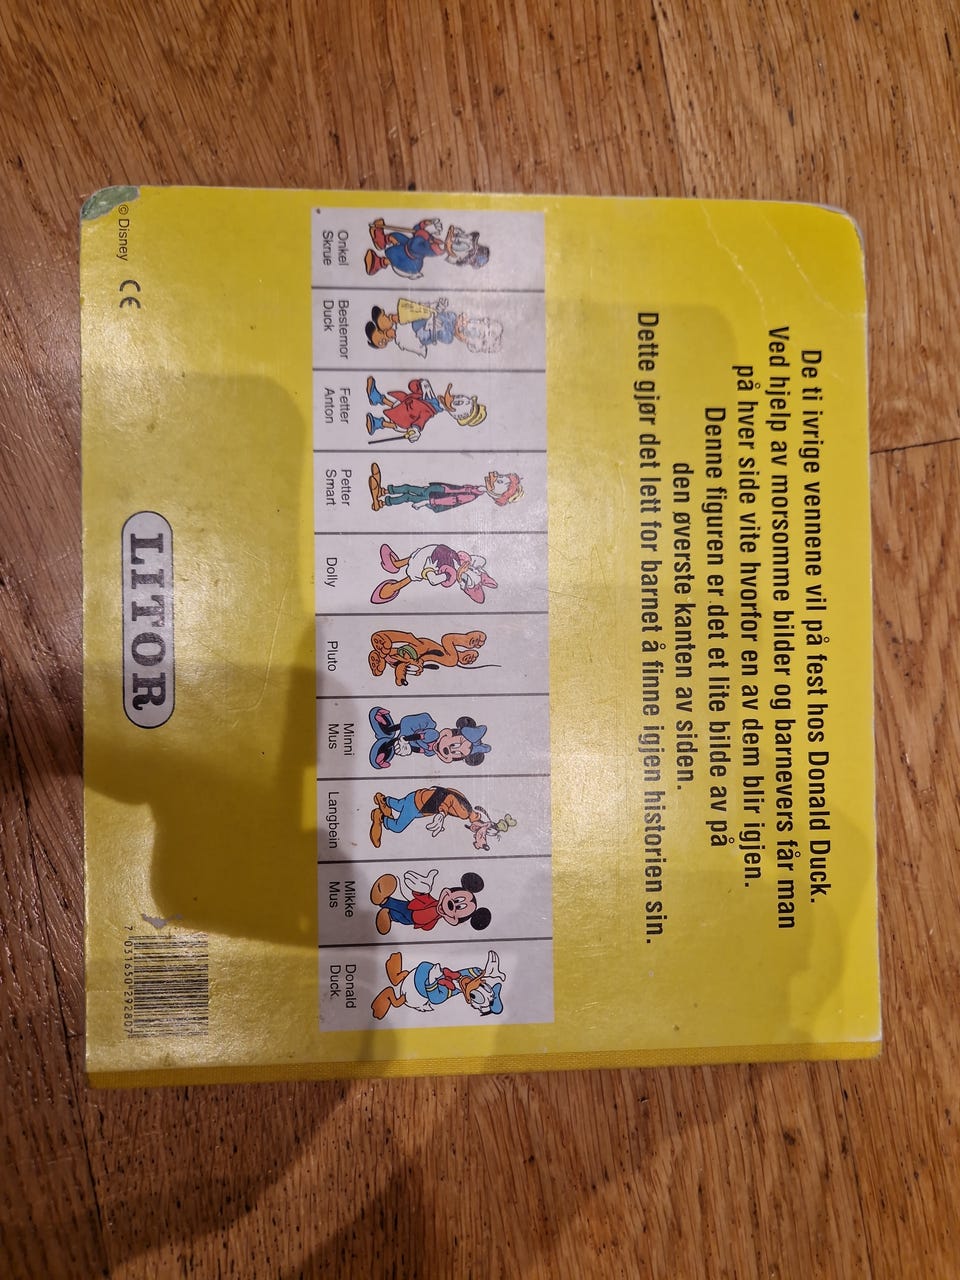 De ti ivrige vennene vil på fest hos Donald Duck.
Ved hjelp av morsomme bilder og barnevers får man
på hver side vite hvorfor en av dem blir igjen.
Denne figuren er det et lite bilde av på
den øverste kanten av siden.
Dette gjør det lett for barnet å finne igjen historien sin.
Onkel
Skrue
Bestemor
Duck
Fetter
Anton
Petter
Smart
Dolly
Pluto
Minni
Mus
Langbein
Mikke
Mus
Donald
Duck
© Disney CE
LITOR
7 031650 292807